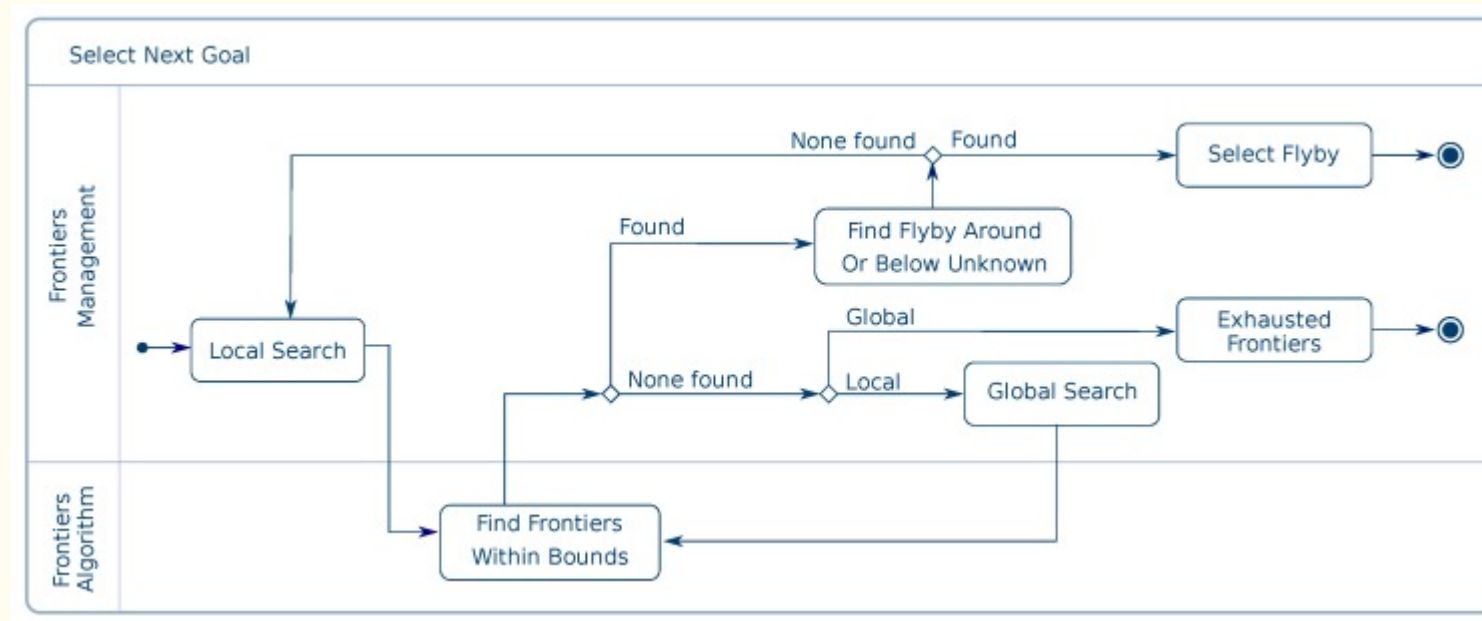 Select Next Goal
Frontiers
Management
None found
Found
Select Flyby
Found
Find Flyby Around
Or Below Unknown
Global
Exhausted
Frontiers
Local Search
None found
Local
Global Search
Frontiers
Algorithm
Find Frontiers
Within Bounds